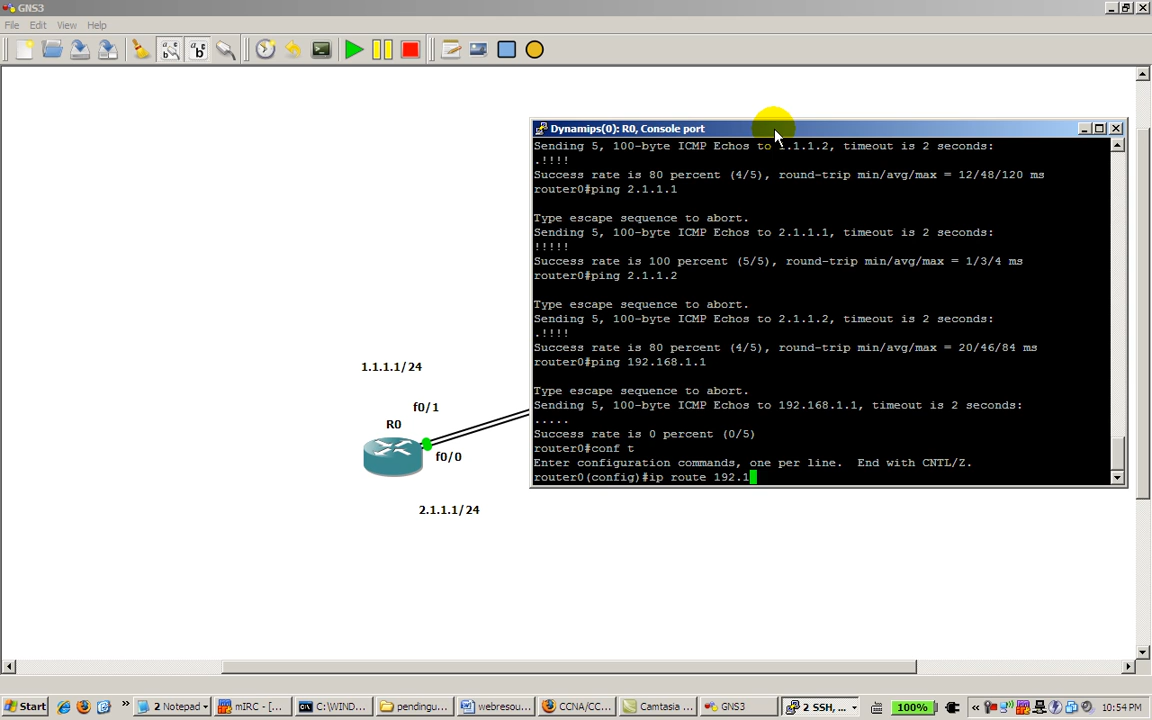 GNS3
File Edit View Help
Dynamips(0): R0, Console port
Sending 5, 100-byte ICMP Echos to 1.1.1.2, timeout is 2 seconds:
.!!!!
Success rate is 80 percent (4/5), round-trip min/avg/max = 12/48/120 ms
router0#ping 2.1.1.1
Type escape sequence to abort.
Sending 5, 100-byte ICMP Echos to 2.1.1.1, timeout is 2 seconds:
!!!!!
Success rate is 100 percent (5/5), round-trip min/avg/max = 1/3/4 ms
router0#ping 2.1.1.2
Type escape sequence to abort.
Sending 5, 100-byte ICMP Echos to 2.1.1.2, timeout is 2 seconds:
.!!!!
Success rate is 80 percent (4/5), round-trip min/avg/max = 20/46/84 ms
router0#ping 192.168.1.1
Type escape sequence to abort.
Sending 5, 100-byte ICMP Echos to 192.168.1.1, timeout is 2 seconds:
.....
Success rate is 0 percent (0/5)
router0#conf t
Enter configuration commands, one per line.  End with CNTL/Z.
router0(config)#ip route 192.1
1.1.1.1/24
f0/1
R0
f0/0
2.1.1.1/24
Start » 2 Notepad mIRC - [... C:\WIND... pendingu... webresou... CCNA/CC... Camtasia ... GNS3 2 SSH, ... 100% « 10:54 PM